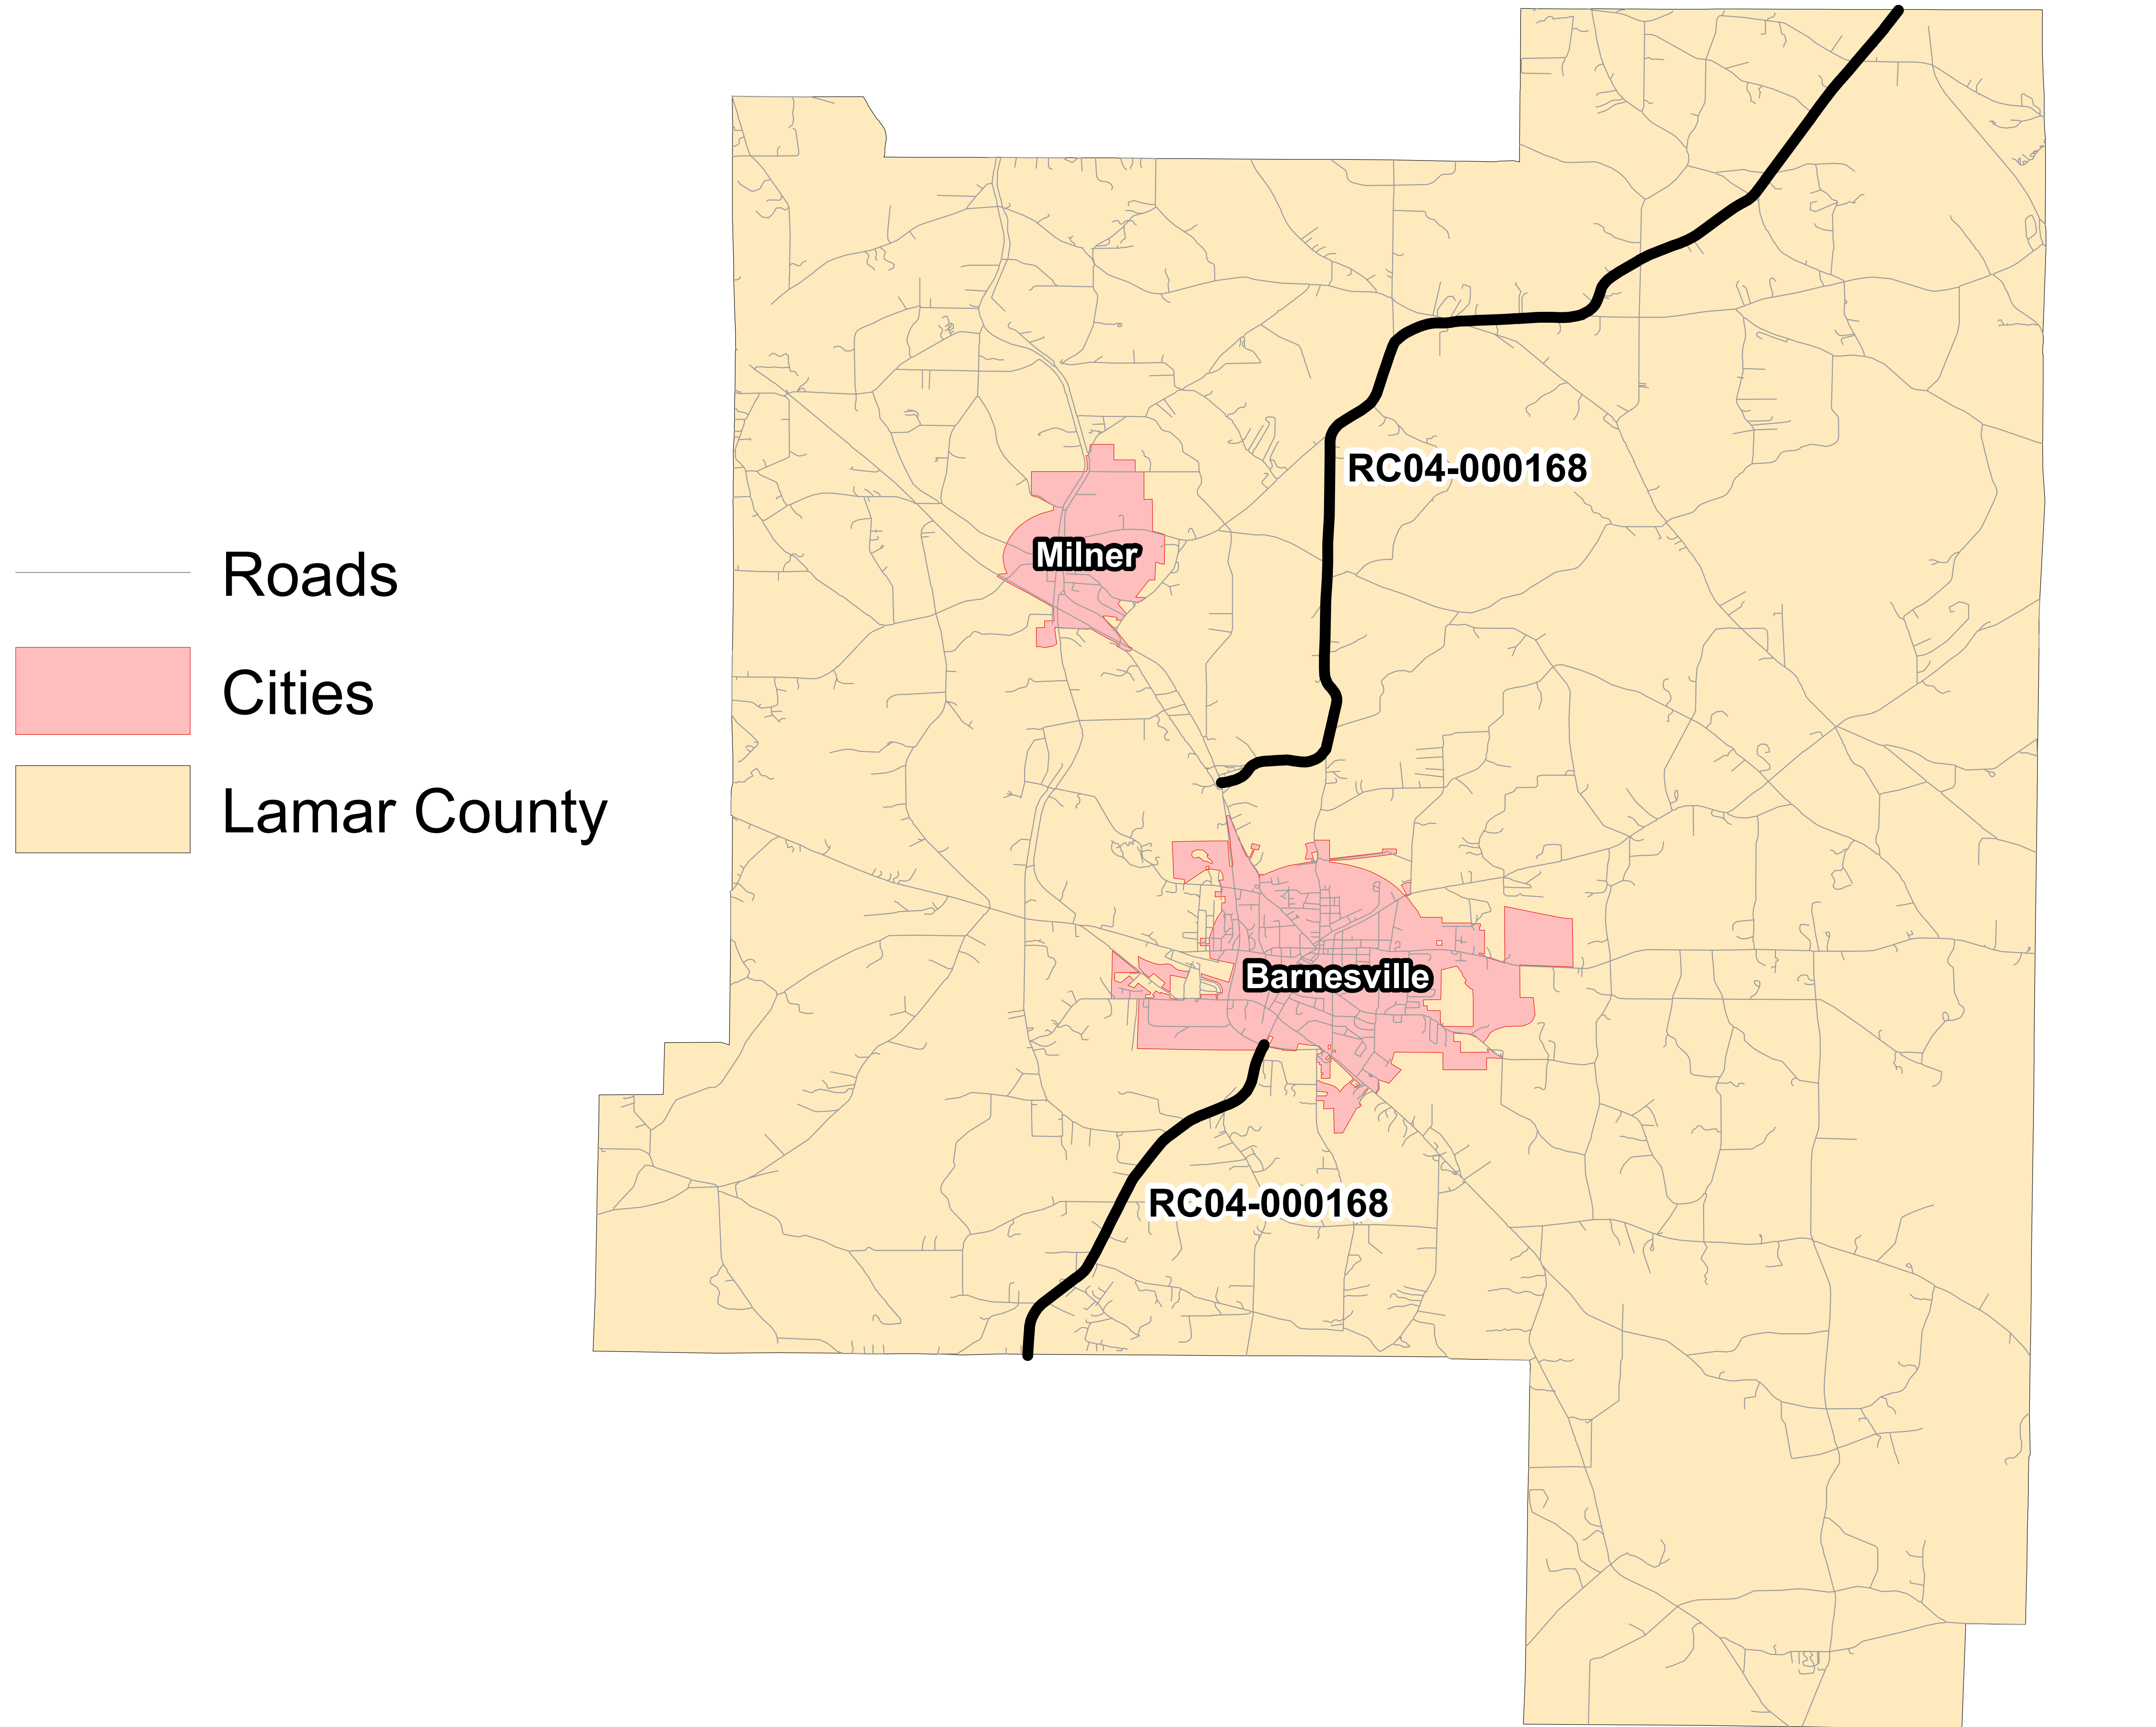 Roads
Cities
Lamar County
RC04-000168
Milner
Barnesville
RC04-000168